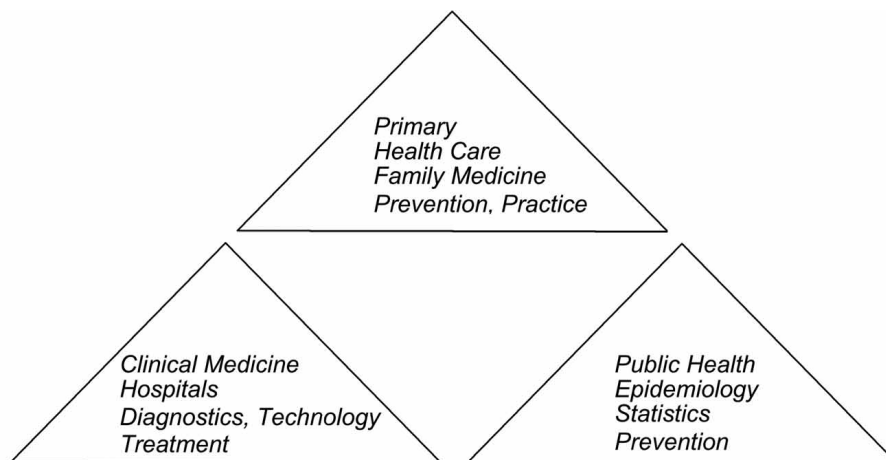 Primary
Health Care
Family Medicine
Prevention, Practice
Clinical Medicine
Hospitals
Diagnostics, Technology
Treatment
Public Health
Epidemiology
Statistics
Prevention